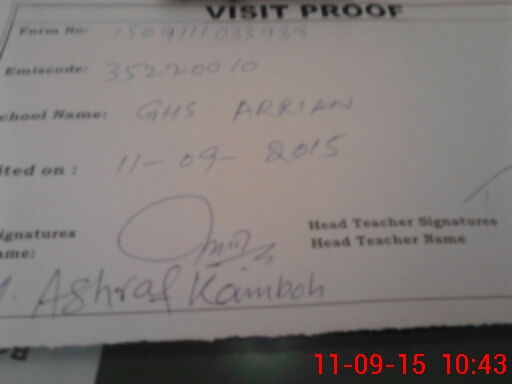 VISIT PROOF
Form No:
Emiscode: 35220010
chool Name: GHS ARRIAN
ited on : 11-09-2015
ignatures Head Teacher Signatures
ame: Head Teacher Name
Ashraf Kamboh
11-09-15 10:43